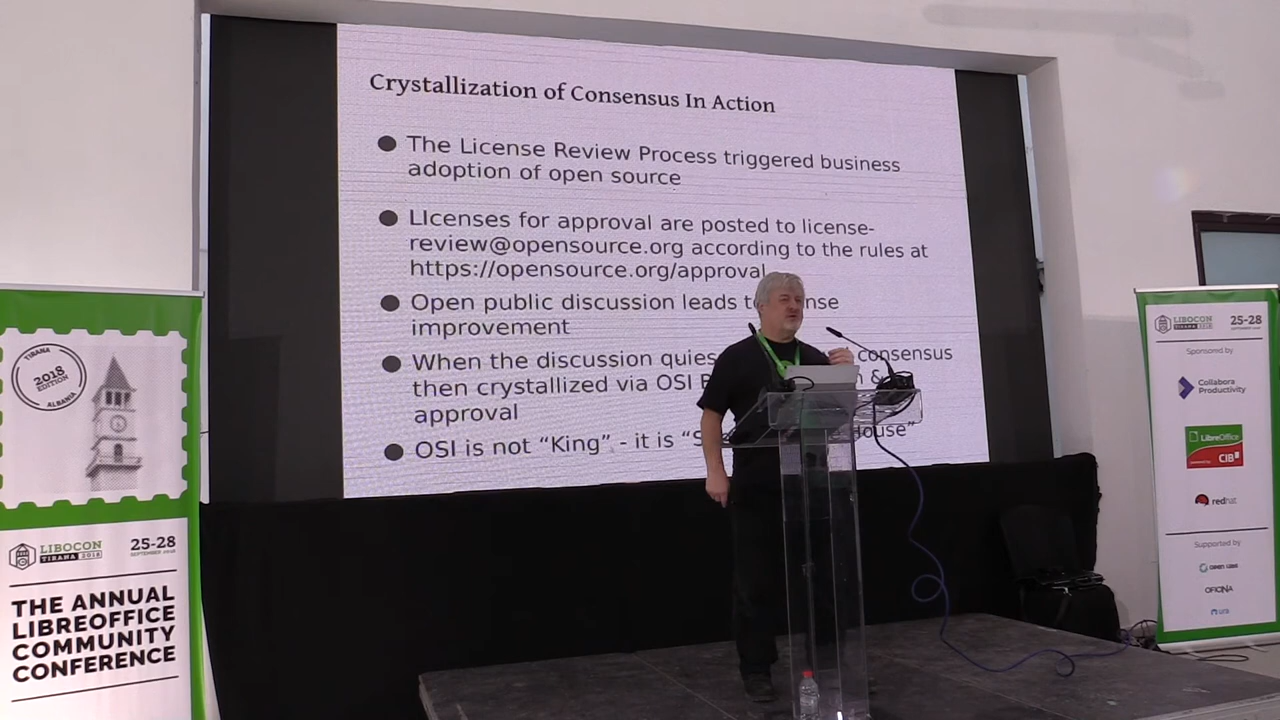 Crystallization of Consensus In Action
● The License Review Process triggered business
adoption of open source
● LIcenses for approval are posted to license-
review@opensource.org according to the rules at
https://opensource.org/approval
● Open public discussion leads
improvement
● When the discussion consensus
then crystallized via OSI &
approval
● OSI is not “King” - it is
TIRANA
2018
EDITION
ALBANIA
LIBOCON
TIRANA 2018
25-28
SEPTEMBER 2018
THE ANNUAL
LIBREOFFICE
COMMUNITY
CONFERENCE
LIBOCON
TIRANA 2018
25-28
Sponsored by
Collabora
Productivity
LibreOffice
CIB
redhat
Supported by
OPEN LABS
OFICINA